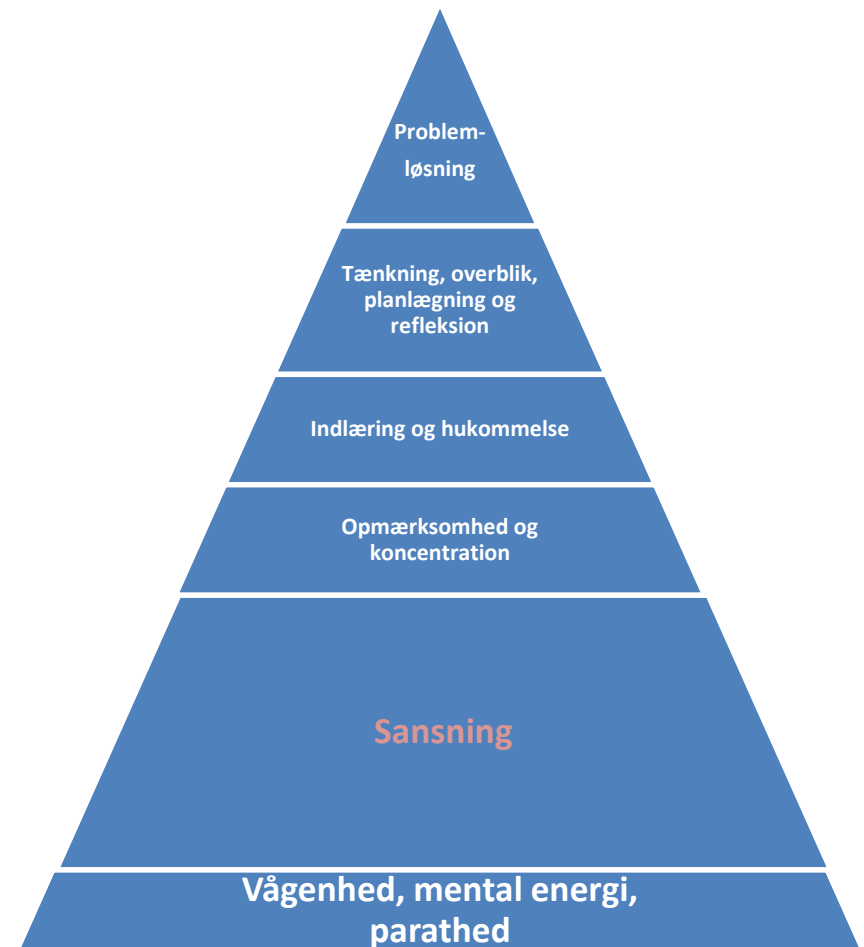 Problem-
løsning
Tænkning, overblik,
planlægning og
refleksion
Indlæring og hukommelse
Opmærksomhed og
koncentration
Sansning
Vågenhed, mental energi,
parathed